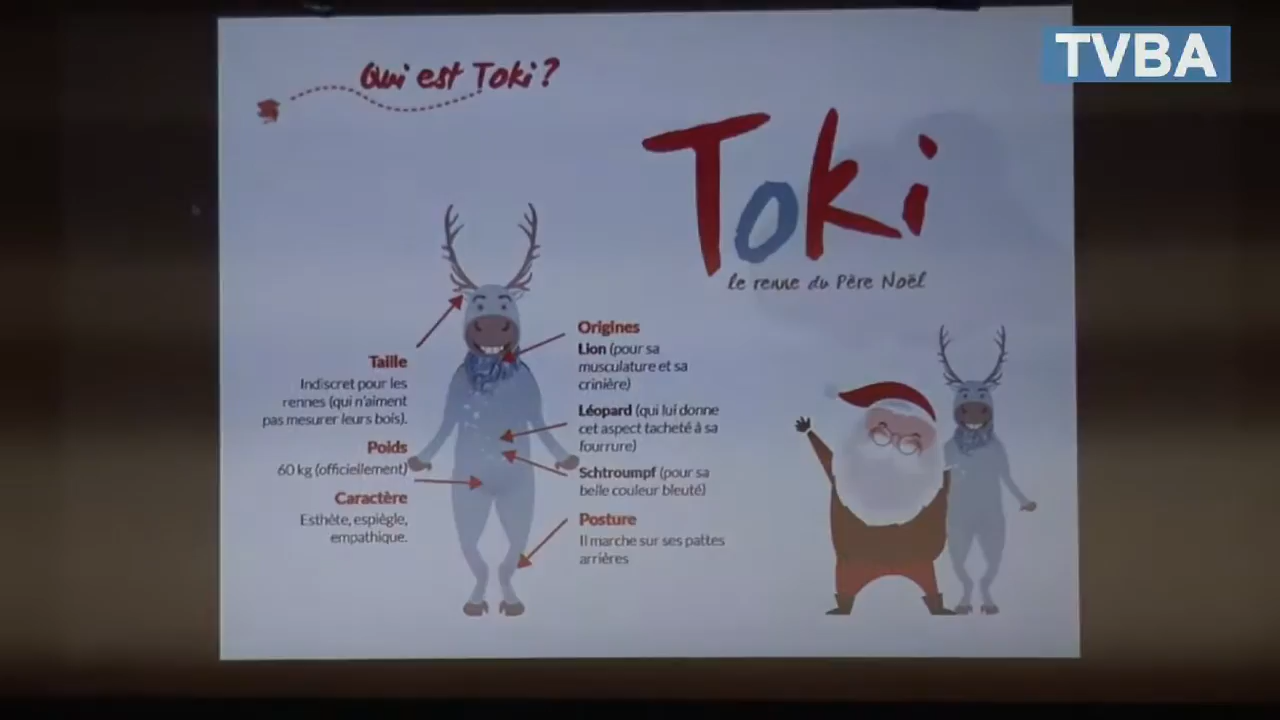 TVBA
Qui est Toki ?
Toki
le renne du Père Noël
Taille
Indiscret pour les
rennes (qui n'aiment
pas mesurer leurs bois).
Poids
60 kg (officiellement)
Caractère
Esthète, espiègle,
empathique.
Origines
Lion (pour sa
musculature et sa
crinière)
Léopard (qui lui donne
cet aspect tacheté à sa
fourrure)
Schtroumpf (pour sa
belle couleur bleuté)
Posture
Il marche sur ses pattes
arrières